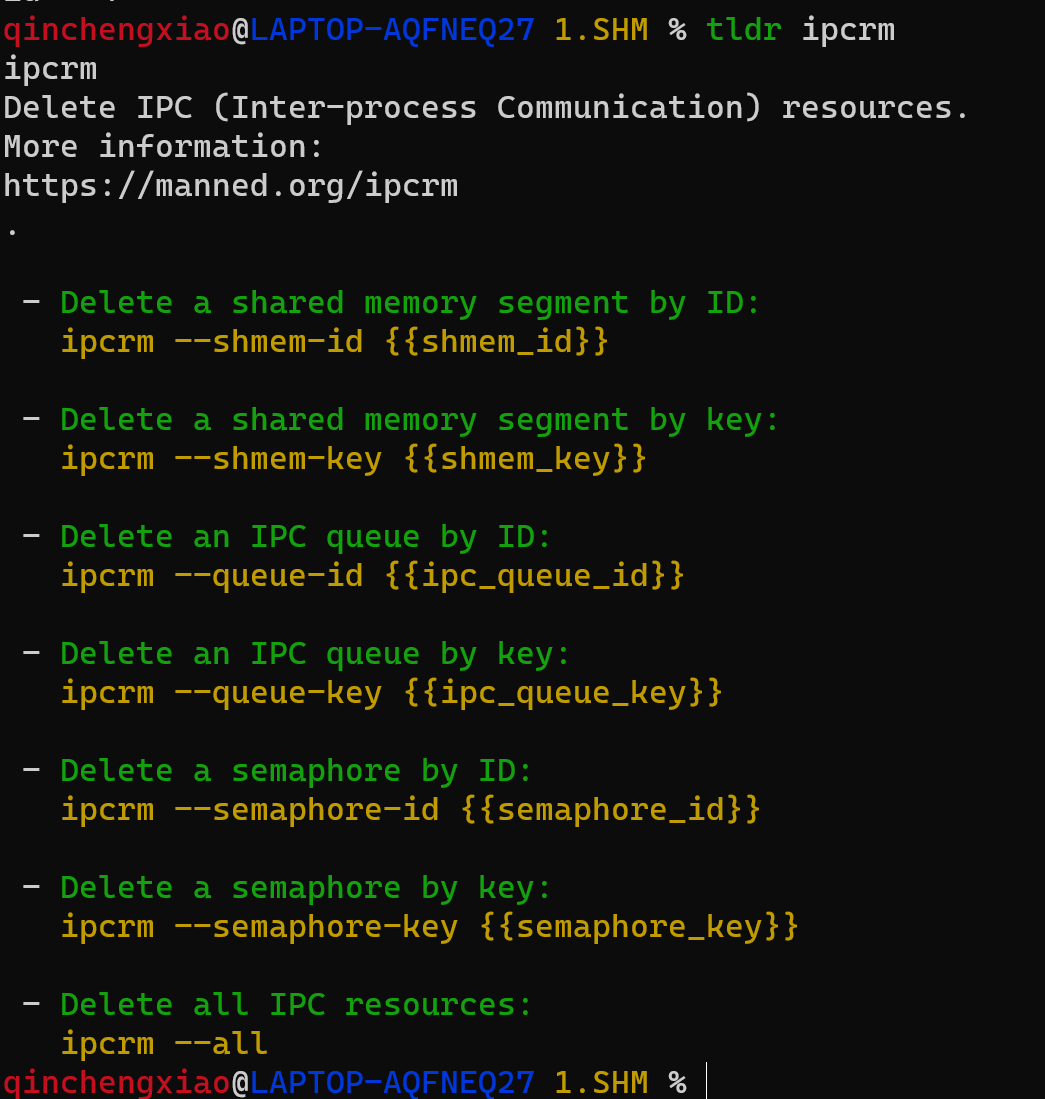 qinchengxiao@LAPTOP-AQFNEQ27 1.SHM % tldr ipcrm
ipcrm
Delete IPC (Inter-process Communication) resources.
More information:
https://manned.org/ipcrm
.
- Delete a shared memory segment by ID:
ipcrm --shmem-id {{shmem_id}}
- Delete a shared memory segment by key:
ipcrm --shmem-key {{shmem_key}}
- Delete an IPC queue by ID:
ipcrm --queue-id {{ipc_queue_id}}
- Delete an IPC queue by key:
ipcrm --queue-key {{ipc_queue_key}}
- Delete a semaphore by ID:
ipcrm --semaphore-id {{semaphore_id}}
- Delete a semaphore by key:
ipcrm --semaphore-key {{semaphore_key}}
- Delete all IPC resources:
ipcrm --all
qinchengxiao@LAPTOP-AQFNEQ27 1.SHM %